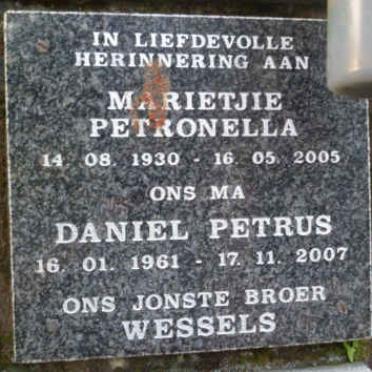 IN LIEFDEVOLLE
HERINNERING AAN
MARIETJIE
PETRONELLA
14. 08. 1930 - 16. 05. 2005
ONS MA
DANIEL PETRUS
16. 01. 1961 - 17. 11. 2007
ONS JONSTE BROER
WESSELS